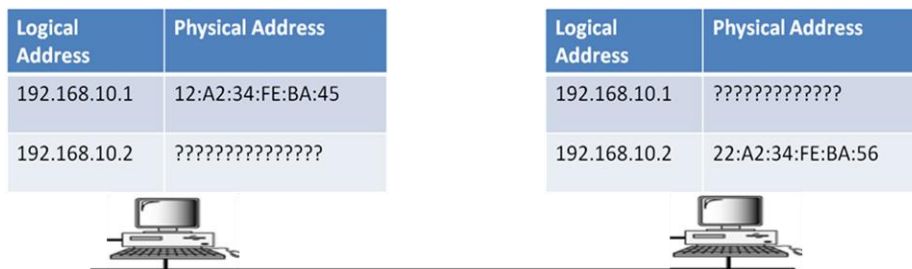 Logical Address
Physical Address
192.168.10.1
12:A2:34:FE:BA:45
192.168.10.2
???????????????
Logical Address
Physical Address
192.168.10.1
?????????????
192.168.10.2
22:A2:34:FE:BA:56